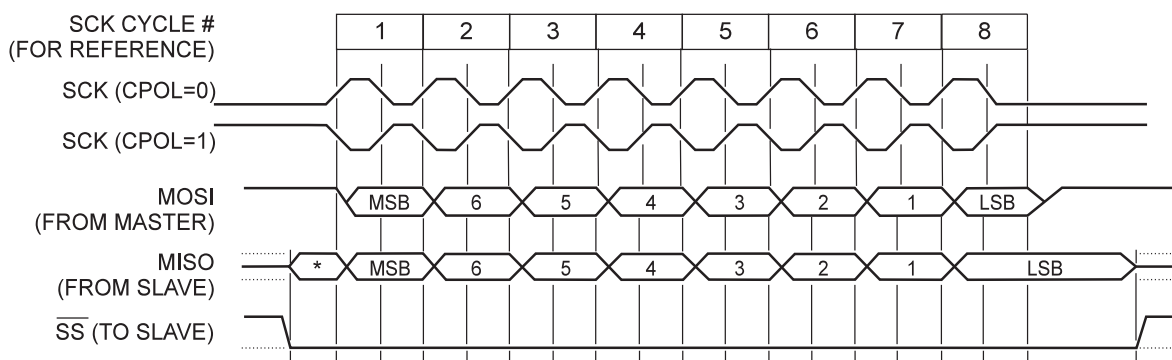 SCK CYCLE #
(FOR REFERENCE)
1 2 3 4 5 6 7 8
SCK (CPOL=0)
SCK (CPOL=1)
MOSI
(FROM MASTER)
MSB 6 5 4 3 2 1 LSB
MISO
(FROM SLAVE)
* MSB 6 5 4 3 2 1 LSB
SS (TO SLAVE)